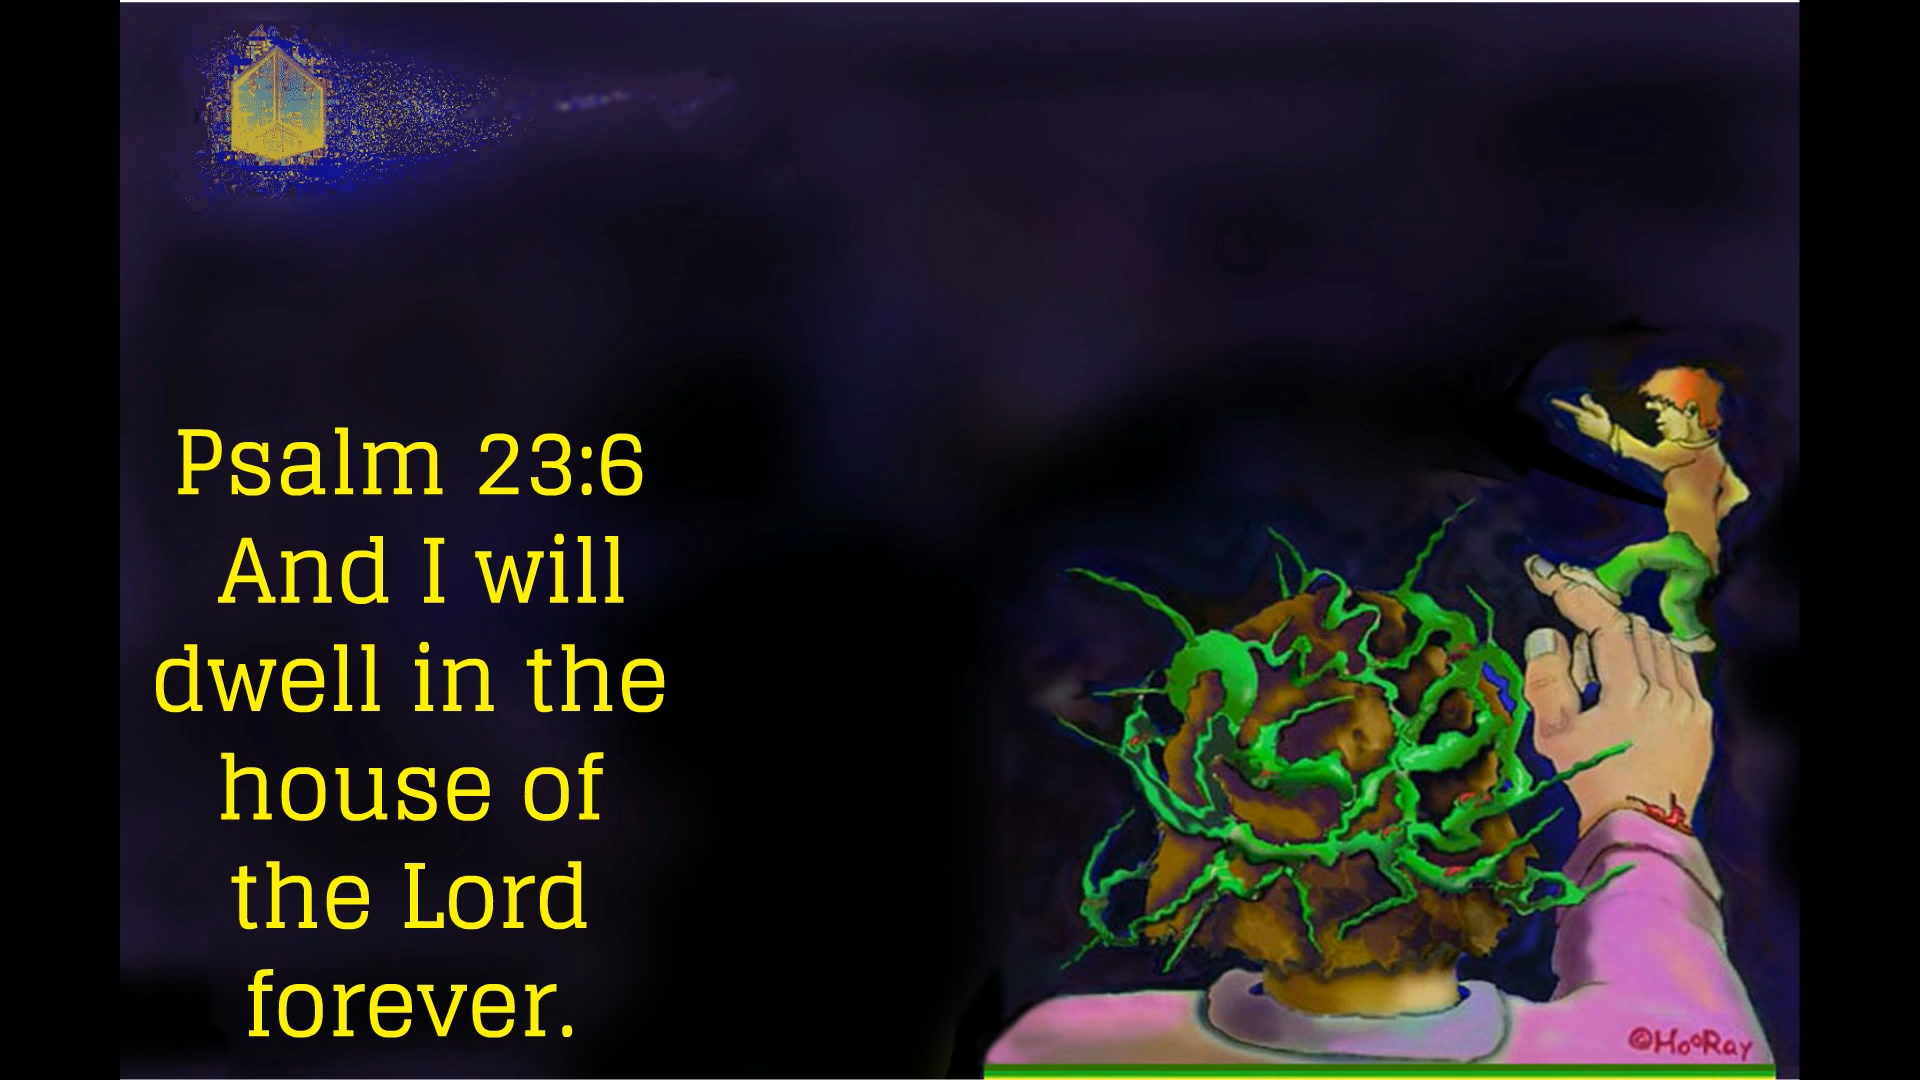 Psalm 23:6
And I will
dwell in the
house of
the Lord
forever.
©HooRay